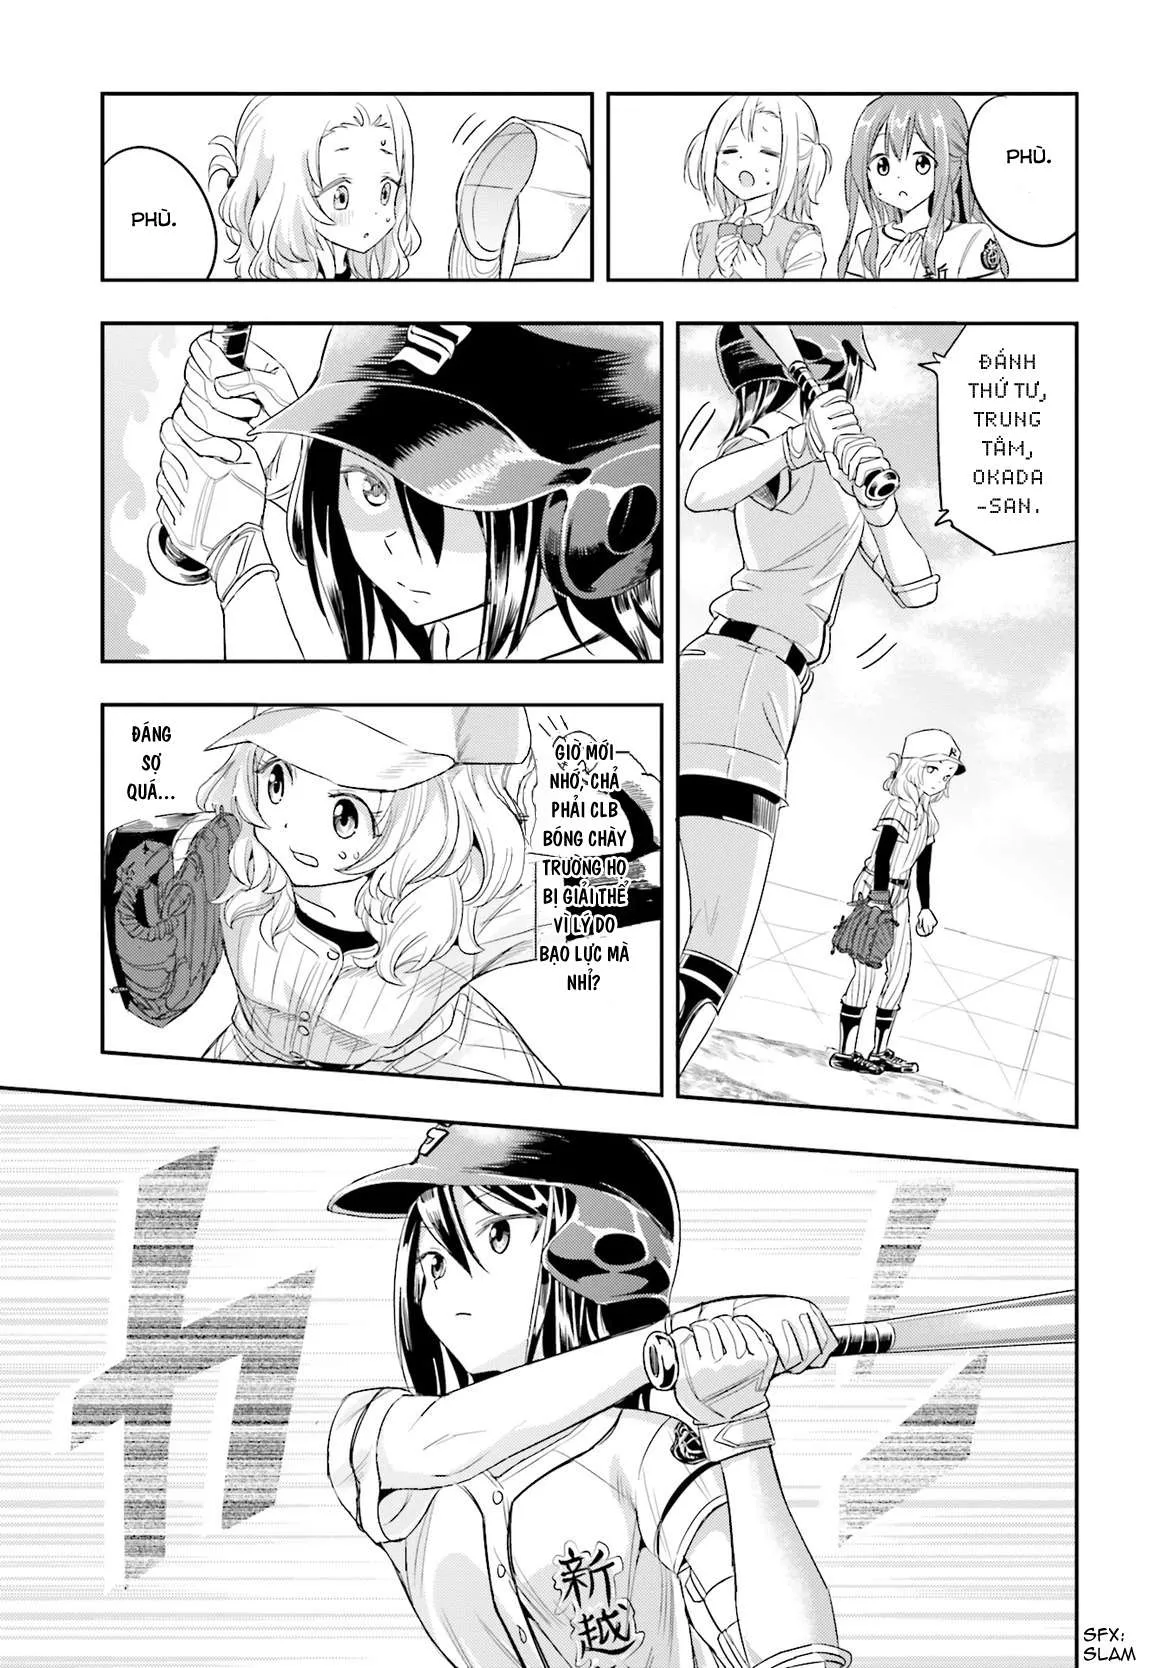 PHÙ.
新
PHÙ.
ĐÁNH
THỨ TƯ,
TRUNG
TÂM,
OKADA
-SAN.
R
GIỜ MỚI
NHỚ, CHẢ
PHẢI CLB
BÓNG CHÀY
TRƯỜNG HỌ
BỊ GIẢI THỂ
VÌ LÝ DO
BẠO LỰC MÀ
NHỈ?
ĐÁNG
SỢ
QUÁ...
新
越
SFX:
SLAM